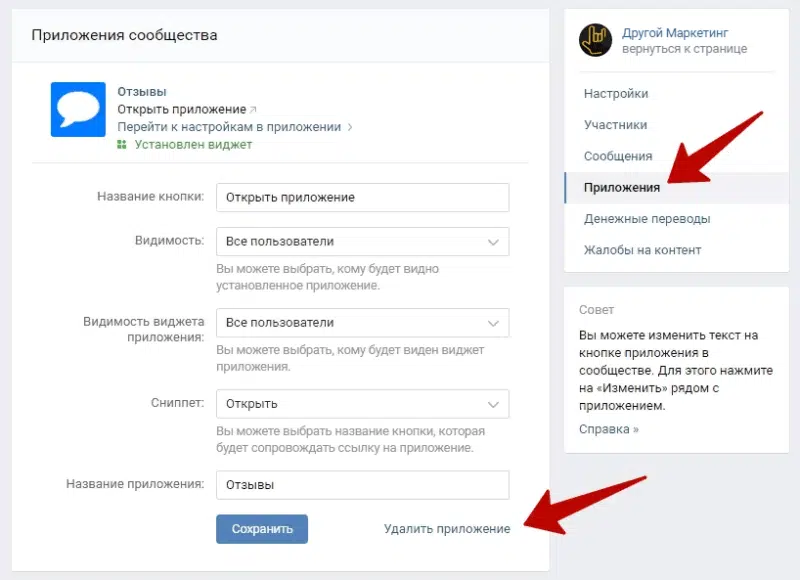 Приложения сообщества
Отзывы
Открыть приложение
Перейти к настройкам в приложении
Установлен виджет
Название кнопки:
Открыть приложение
Видимость:
Все пользователи
Вы можете выбрать, кому будет видно
установленное приложение.
Видимость виджета
приложения:
Все пользователи
Вы можете выбрать, кому будет виден виджет
приложения.
Сниппет:
Открыть
Вы можете выбрать название кнопки, которая
будет сопровождать ссылку на приложение.
Название приложения:
Отзывы
Сохранить
Удалить приложение
Другой Маркетинг
вернуться к странице
Настройки
Участники
Сообщения
Приложения
Денежные переводы
Жалобы на контент
Совет
Вы можете изменить текст на
кнопке приложения в
сообществе. Для этого нажмите
на «Изменить» рядом с
приложением.
Справка »